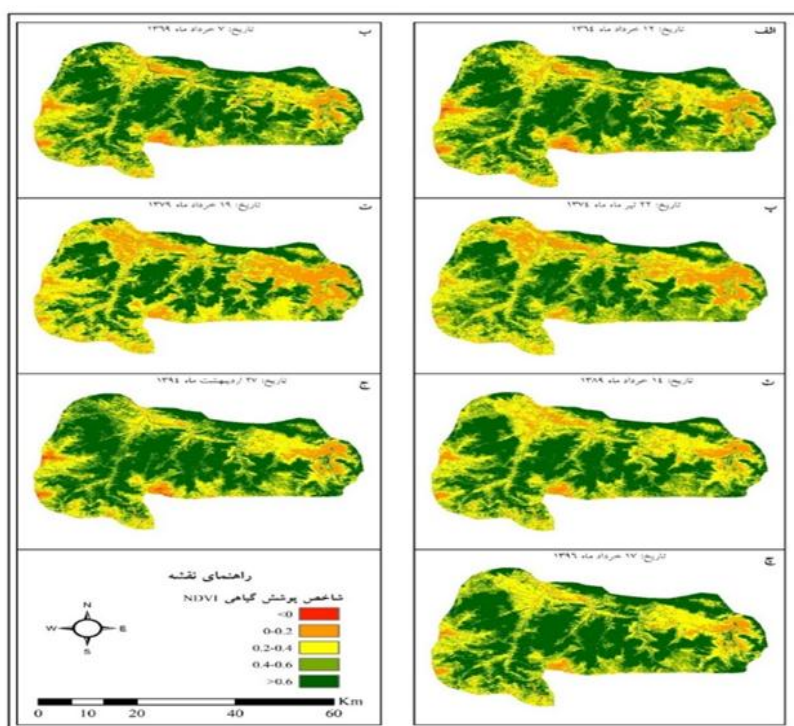 الف
تاریخ: ۱۲ خرداد ماه ۱۳۶۴
ب
تاریخ: ۷ خرداد ماه ۱۳۶۹
پ
تاریخ: ۲۲ تیر ماه ۱۳۷۴
ت
تاریخ: ۱۹ خرداد ماه ۱۳۷۹
ث
تاریخ: ۱۴ خرداد ماه ۱۳۸۹
ج
تاریخ: ۲۷ اردیبهشت ماه ۱۳۹۴
چ
تاریخ: ۱۷ خرداد ماه ۱۳۹۶
راهنمای نقشه
شاخص پوشش گیاهی NDVI
<0
0-0.2
0.2-0.4
0.4-0.6
>0.6
N
W E
S
Km
0 10 20 40 60